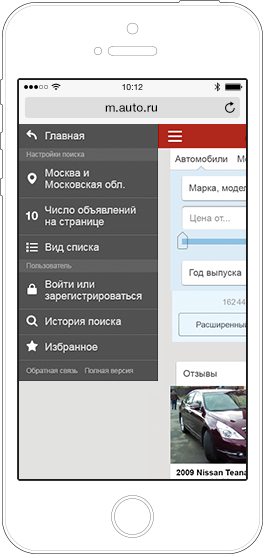 10:12
m.auto.ru
Главная
Настройки поиска
Москва и
Московская обл.
10 Число объявлений
на странице
Вид списка
Пользователь
Войти или
зарегистрироваться
История поиска
Избранное
Обратная связь Полная версия
Автомобили Мо
Марка, модел
Цена от...
Год выпуска
16244
Расширенный
Отзывы
2009 Nissan Teana